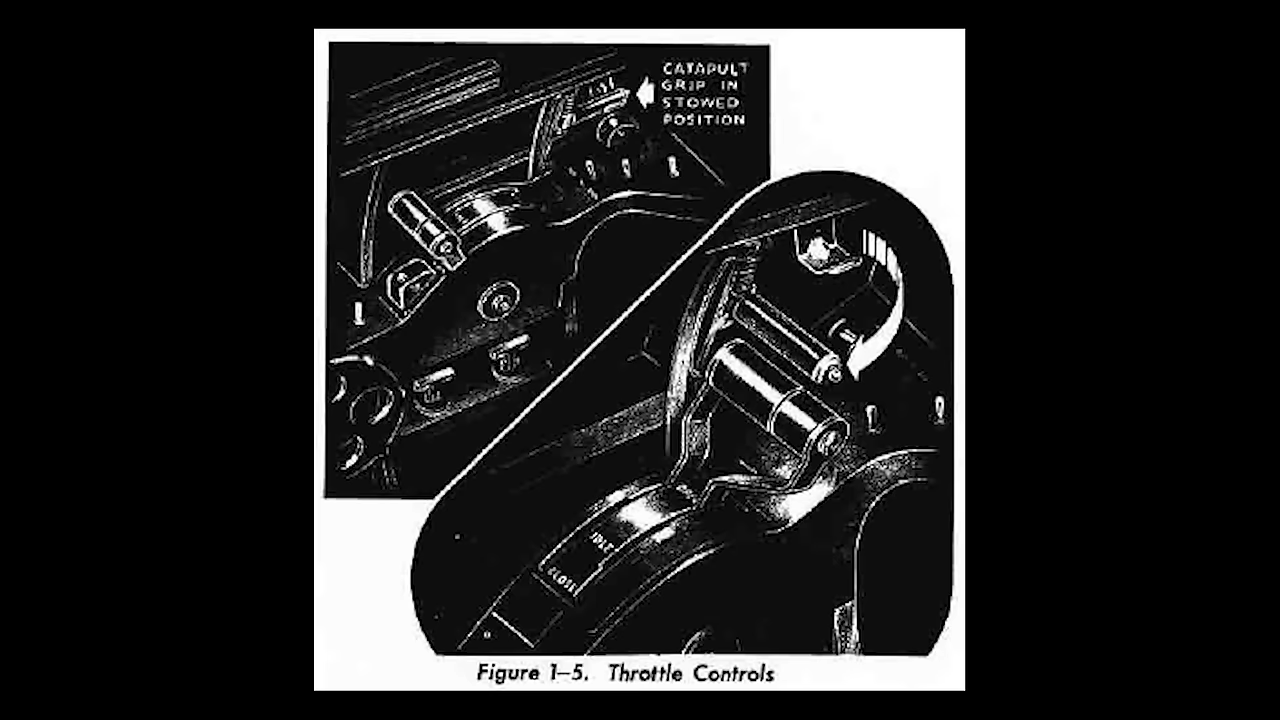 CATAPULT
GRIP IN
STOWED
POSITION
IDLE
CLOSE
Figure 1–5. Throttle Controls